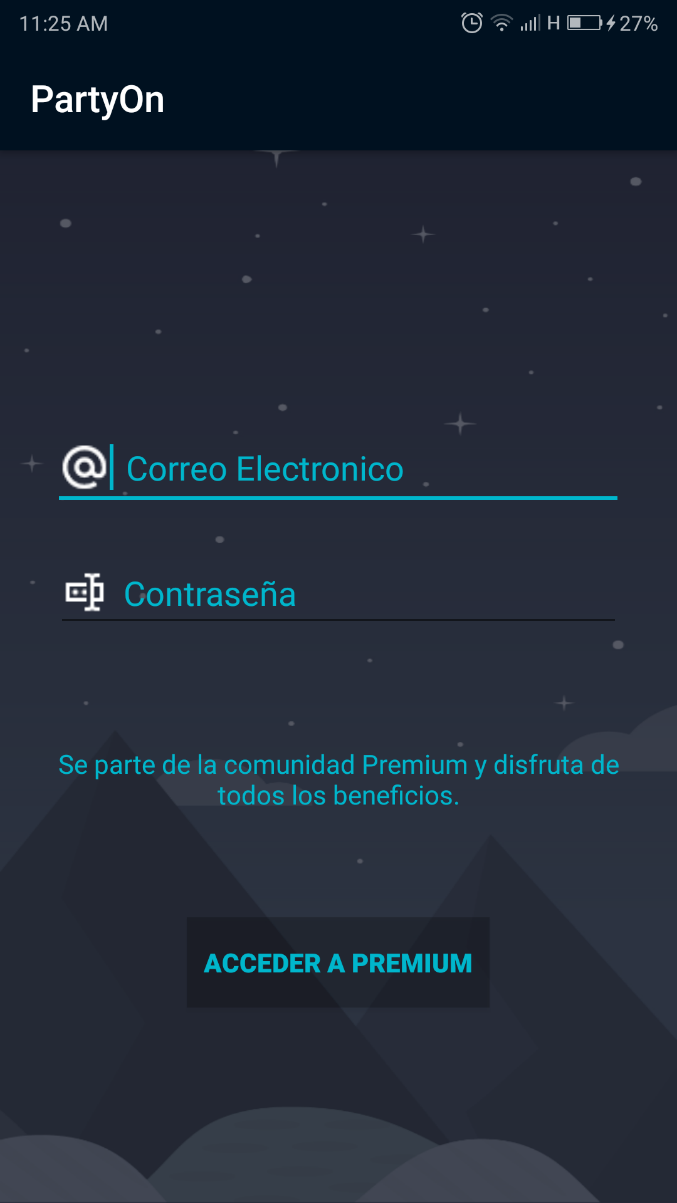 11:25 AM H 27%
PartyOn
Correo Electronico
Contraseña
Se parte de la comunidad Premium y disfruta de
todos los beneficios.
ACCEDER A PREMIUM